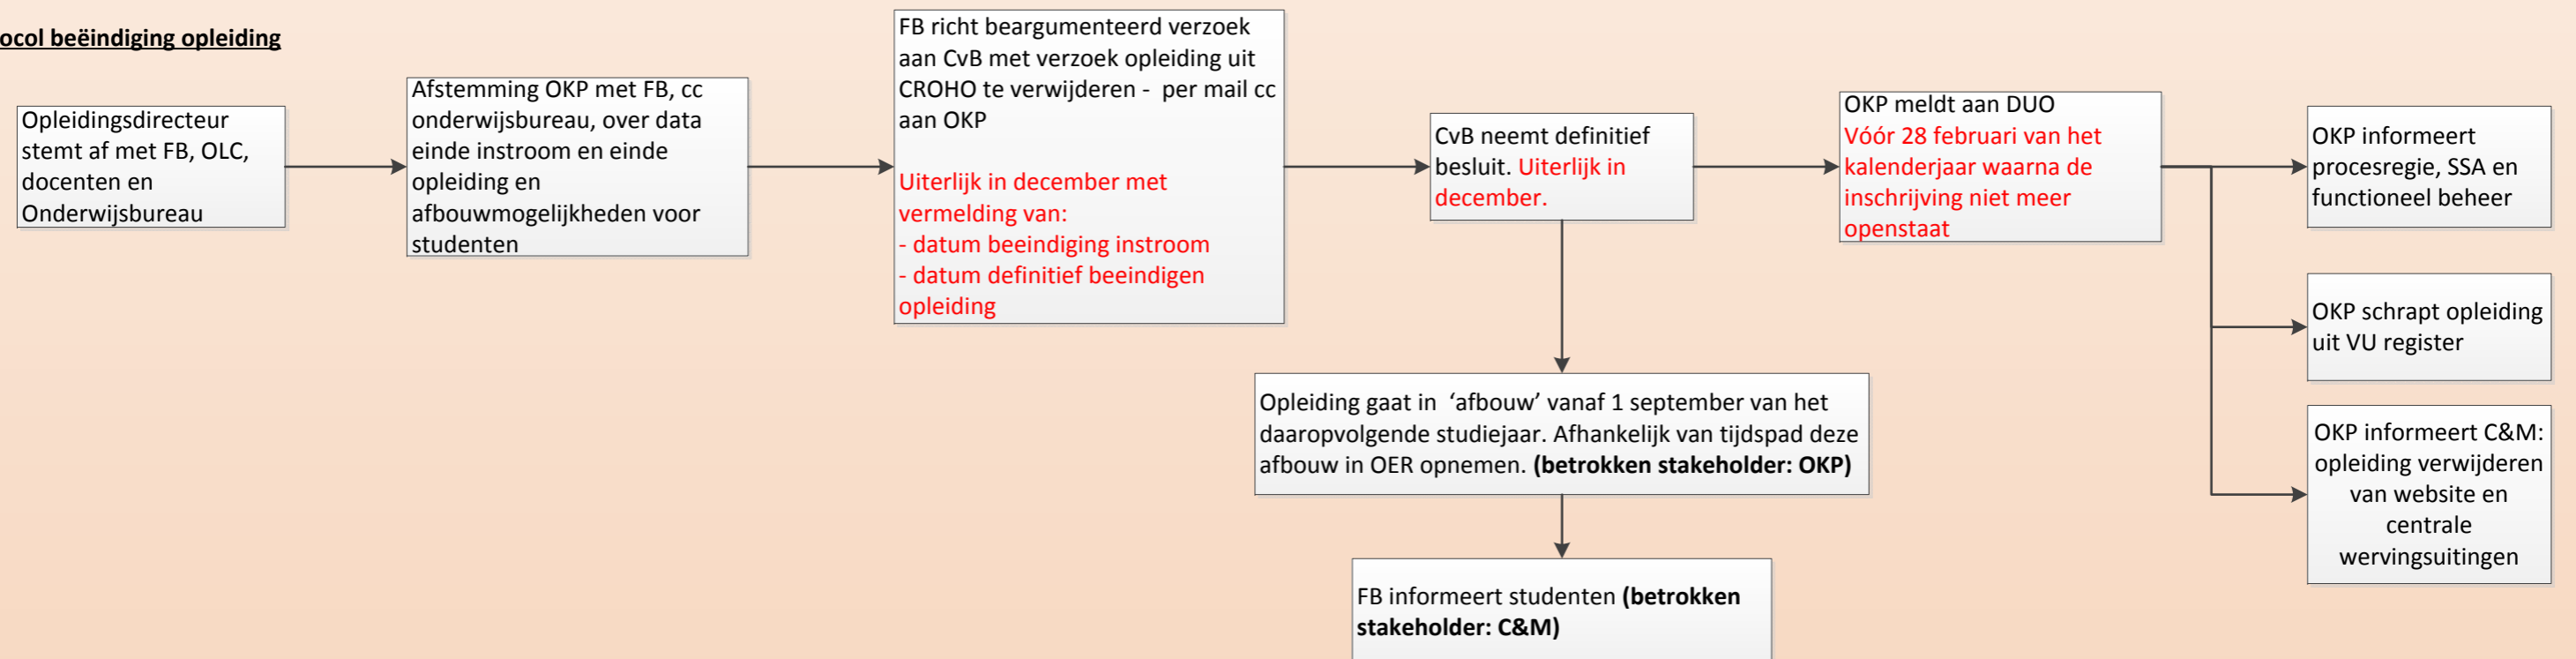 ocol beëindiging opleiding
Opleidingsdirecteur
stemt af met FB, OLC,
docenten en
Onderwijsbureau
Afstemming OKP met FB, cc
onderwijsbureau, over data
einde instroom en einde
opleiding en
afbouwmogelijkheden voor
studenten
FB richt beargumenteerd verzoek
aan CvB met verzoek opleiding uit
CROHO te verwijderen - per mail cc
aan OKP
Uiterlijk in december met
vermelding van:
- datum beeindiging instroom
- datum definitief beeindigen
opleiding
CvB neemt definitief
besluit. Uiterlijk in
december.
OKP meldt aan DUO
Vóór 28 februari van het
kalenderjaar waarna de
inschrijving niet meer
openstaat
OKP informeert
procesregie, SSA en
functioneel beheer
OKP schrapt opleiding
uit VU register
OKP informeert C&M:
opleiding verwijderen
van website en
centrale
wervingsuitingen
Opleiding gaat in ‘afbouw’ vanaf 1 september van het
daaropvolgende studiejaar. Afhankelijk van tijdspad deze
afbouw in OER opnemen. (betrokken stakeholder: OKP)
FB informeert studenten (betrokken
stakeholder: C&M)